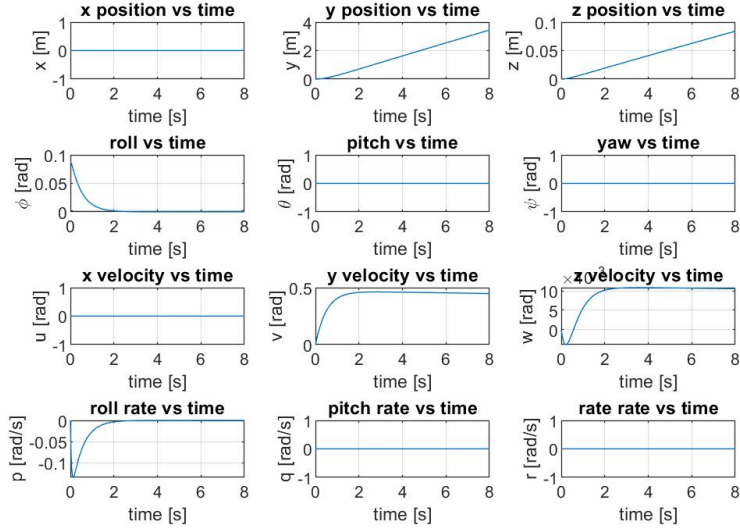 x position vs time
y position vs time
z position vs time
1
0
-1
x [m]
0 2 4 6 8
time [s]
4
2
0
y [m]
0 2 4 6 8
time [s]
0.1
0.05
0
z [m]
0 2 4 6 8
time [s]
roll vs time
pitch vs time
yaw vs time
0.1
0.05
0
ϕ [rad]
0 2 4 6 8
time [s]
1
0
-1
θ [rad]
0 2 4 6 8
time [s]
1
0
-1
ψ [rad]
0 2 4 6 8
time [s]
x velocity vs time
y velocity vs time
z velocity vs time
1
0
-1
u [rad]
0 2 4 6 8
time [s]
0.5
0
v [rad]
0 2 4 6 8
time [s]
10
5
0
w [rad]
0 2 4 6 8
time [s]
roll rate vs time
pitch rate vs time
rate rate vs time
0
-0.05
-0.1
p [rad/s]
0 2 4 6 8
time [s]
1
0
-1
q [rad/s]
0 2 4 6 8
time [s]
1
0
-1
r [rad/s]
0 2 4 6 8
time [s]